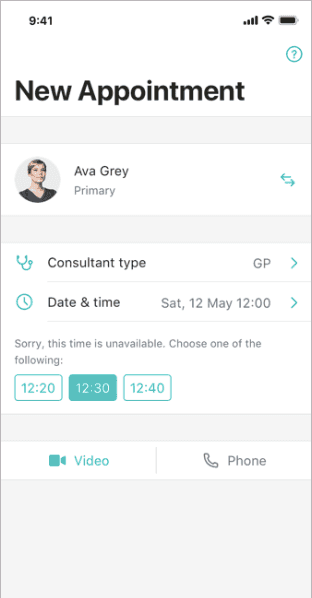 9:41
?
New Appointment
Ava Grey
Primary
Consultant type GP
Date & time Sat, 12 May 12:00
Sorry, this time is unavailable. Choose one of the
following:
12:20 12:30 12:40
Video Phone